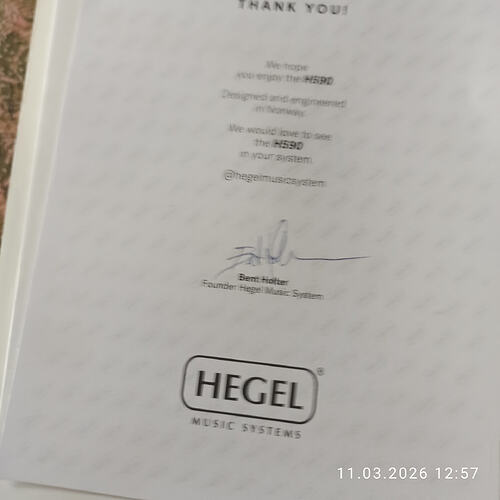 THANK YOU!
We hope
you enjoy the H590
Designed and engineered
in Norway.
We would love to see
the H590
in your system.
@hegelmusicsystem
Bent Holter
Founder Hegel Music System
HEGEL®
MUSIC SYSTEMS
11.03.2026 12:57